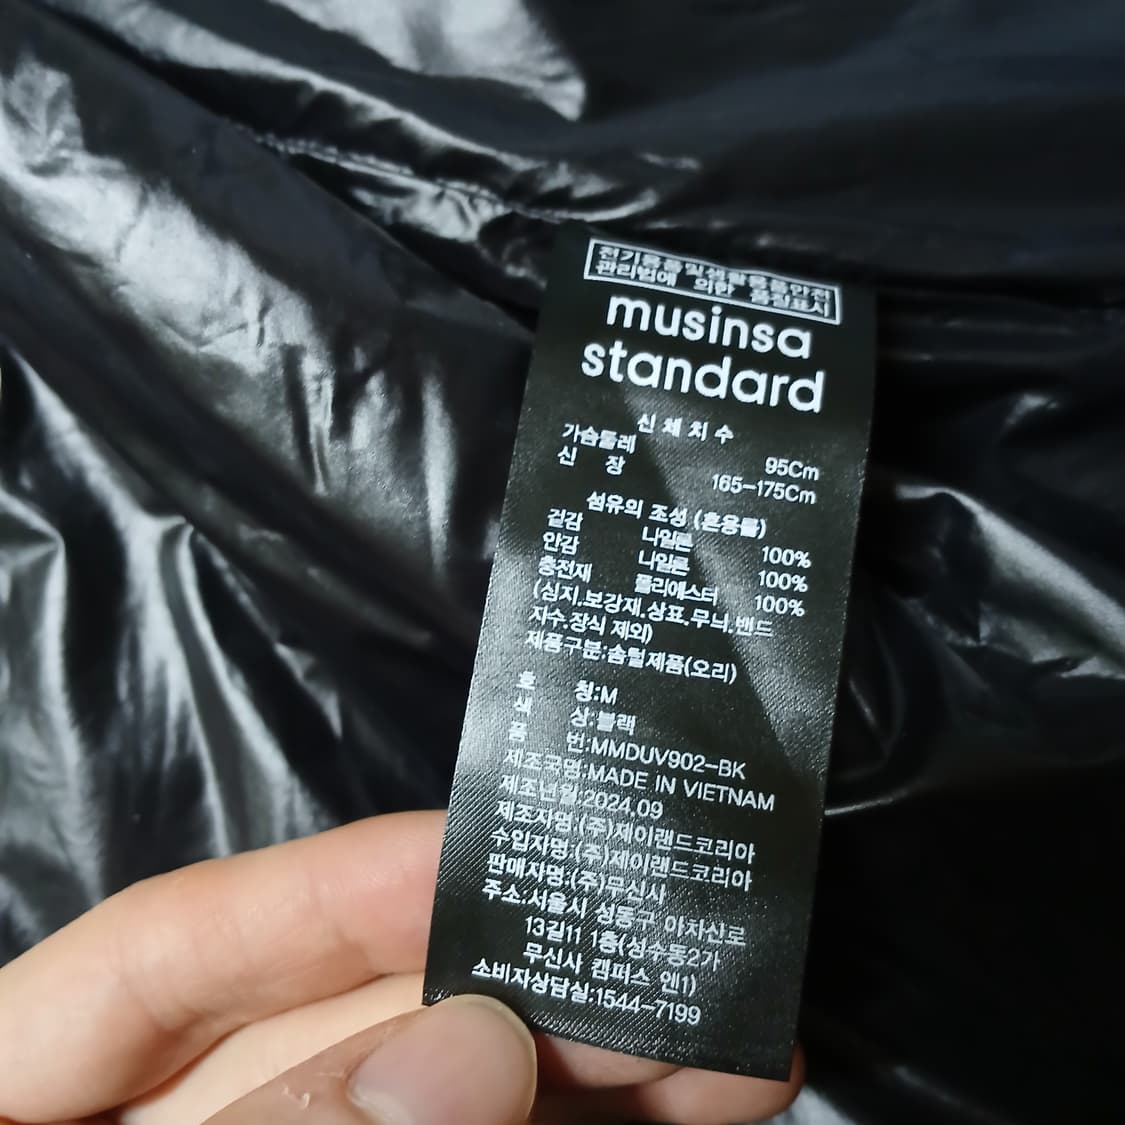 전기용품및생활용품안전
관리법에 의한 품질표시
musinsa
standard
신체치수
가슴둘레 95Cm
신 장 165-175Cm
섬유의 조성 (혼용률)
겉감 나일론 100%
안감 나일론 100%
충전재 폴리에스터 100%
(심지,보강재,상표,무늬,밴드
자수,장식 제외)
제품구분:솜털제품(오리)
호 칭:M
색 상:블랙
품 번:MMDUV902-BK
제조국명:MADE IN VIETNAM
제조년월:2024.09
제조자명:(주)제이랜드코리아
수입자명:(주)제이랜드코리아
판매자명:(주)무신사
주소:서울시 성동구 아차산로
13길11 1층(성수동2가
무신사 캠퍼스 엔1)
소비자상담실:1544-7199